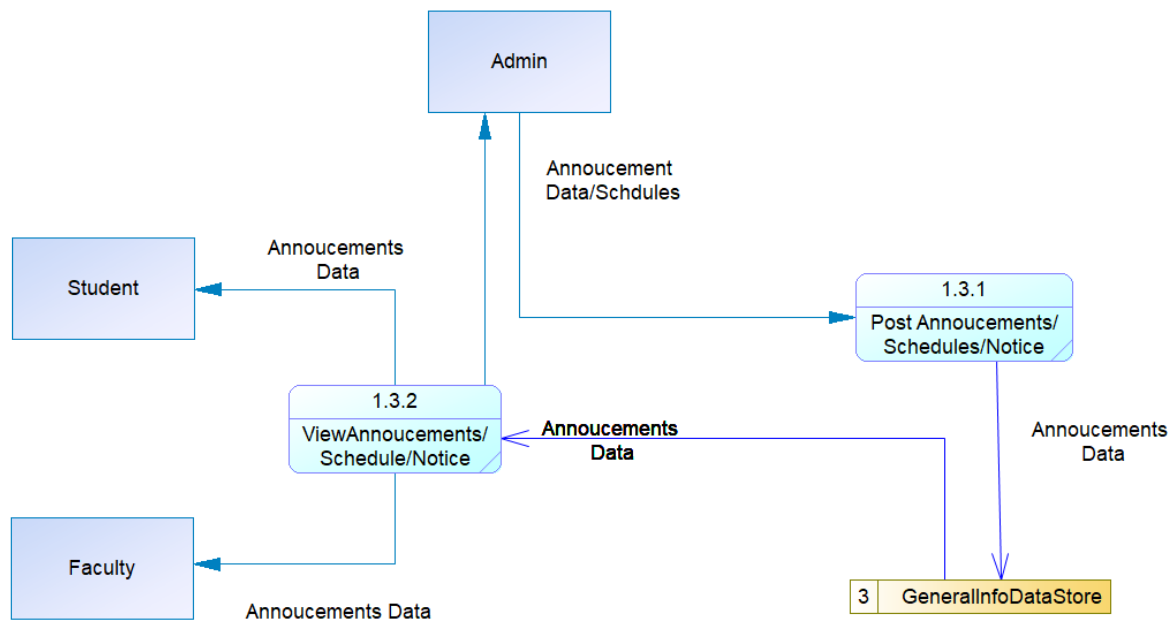 Admin
Annoucement
Data/Schdules
Annoucements
Data
Student
1.3.1
Post Annoucements/
Schedules/Notice
1.3.2
ViewAnnoucements/
Schedule/Notice
Annoucements
Data
Annoucements
Data
Faculty
Annoucements Data
3 GeneralInfoDataStore